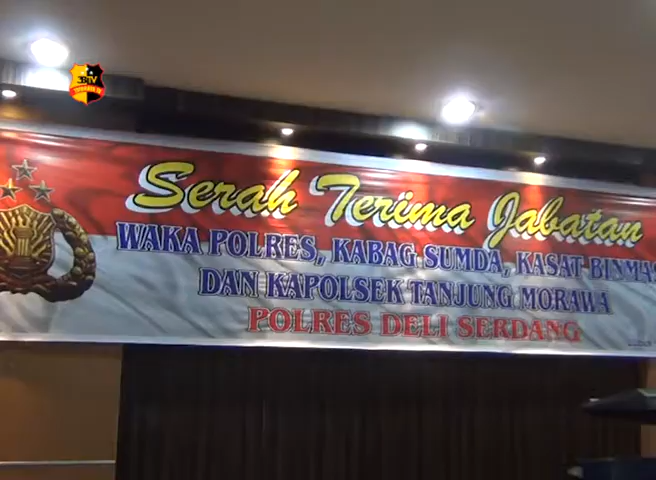 Serah Terima Jabatan
WAKA POLRES, KABAG SUMDA, KASAT BINMAS
DAN KAPOLSEK TANJUNG MORAWA
POLRES DELI SERDANG